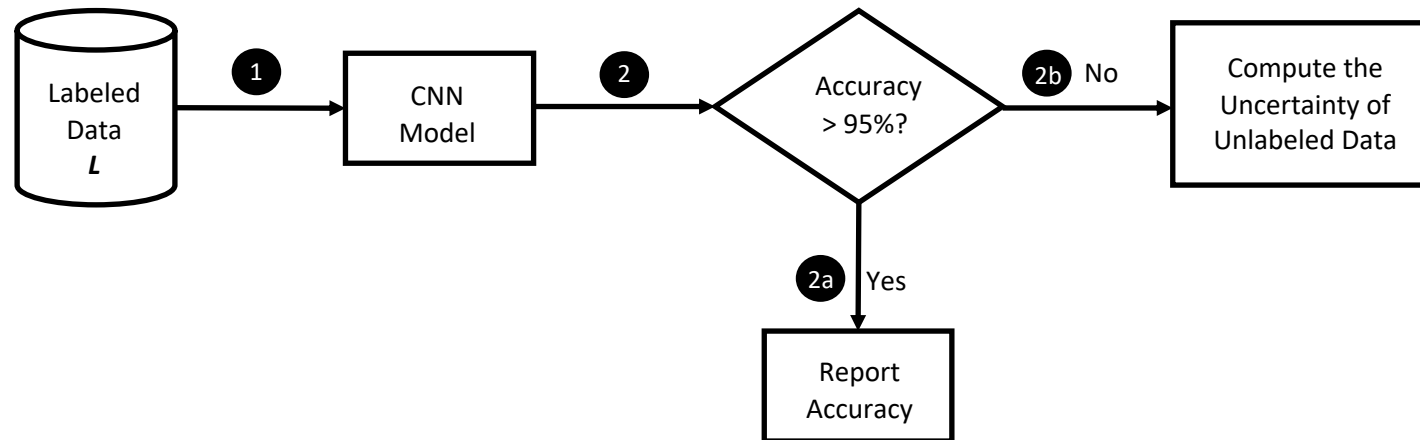 Labeled
Data
L
1
CNN
Model
2
Accuracy
> 95%?
2b No
Compute the
Uncertainty of
Unlabeled Data
2a Yes
Report
Accuracy